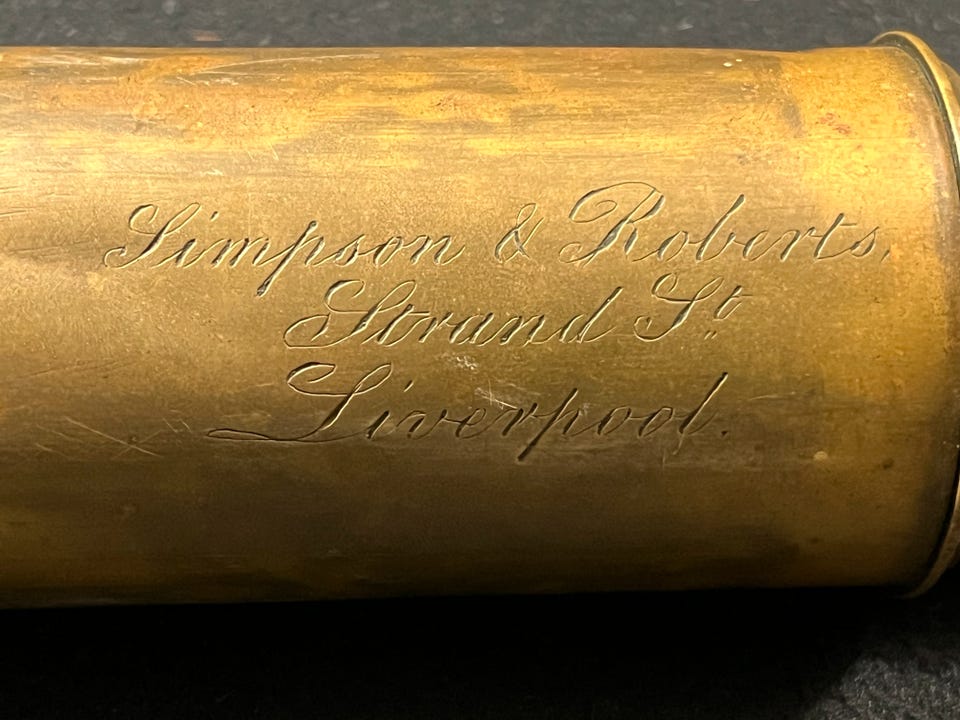 Simpson & Roberts,
Strand St.
Liverpool.